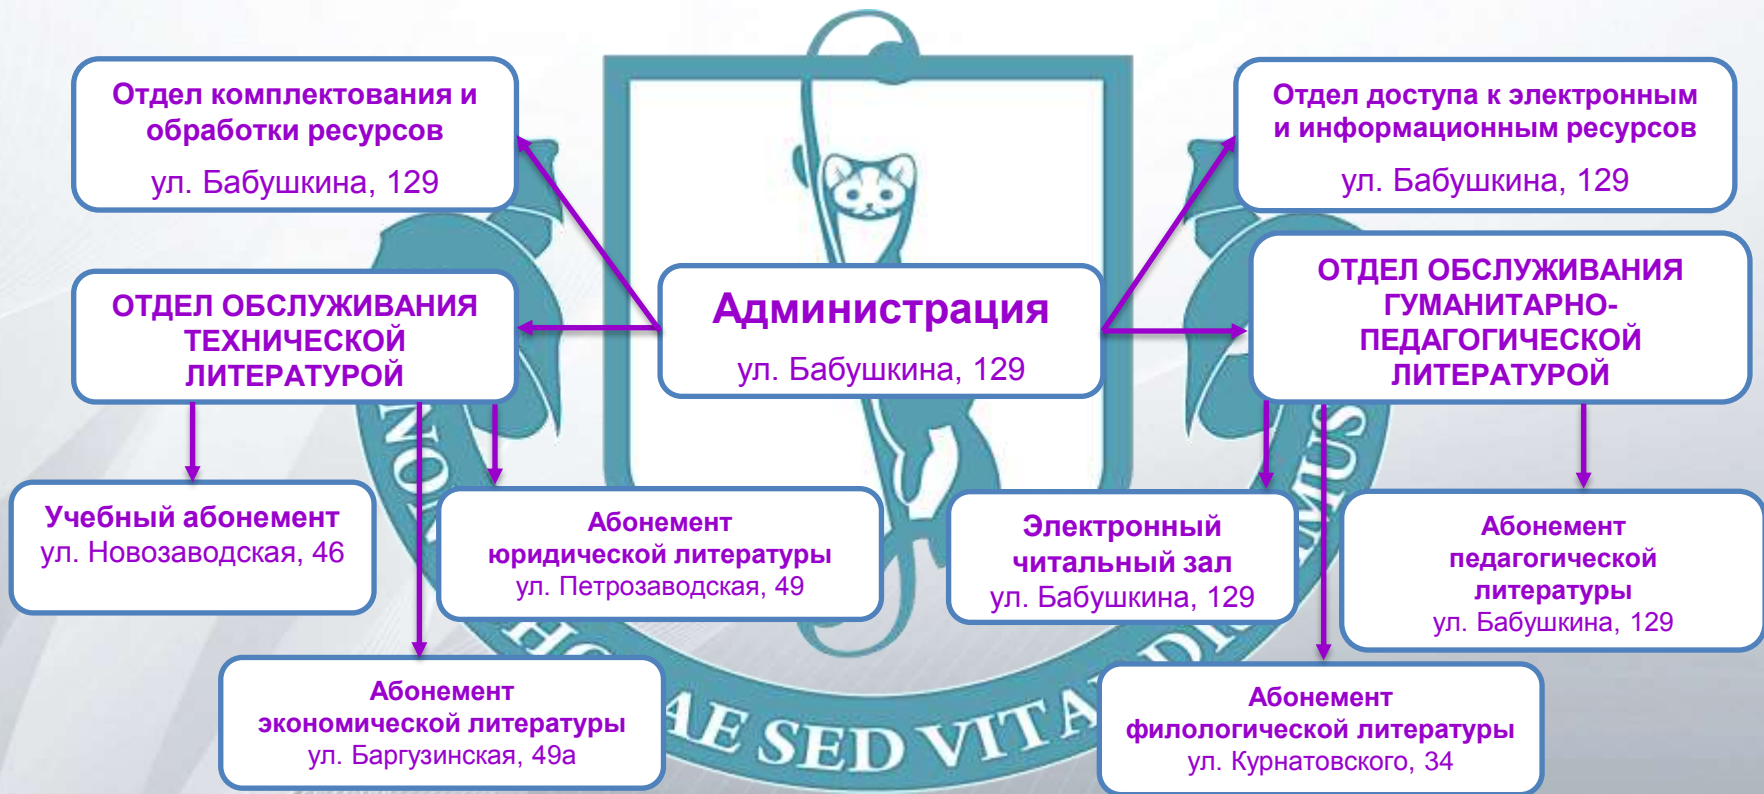 Отдел комплектования и
обработки ресурсов
ул. Бабушкина, 129
Отдел доступа к электронным
и информационным ресурсов
ул. Бабушкина, 129
Администрация
ул. Бабушкина, 129
ОТДЕЛ ОБСЛУЖИВАНИЯ
ТЕХНИЧЕСКОЙ
ЛИТЕРАТУРОЙ
ОТДЕЛ ОБСЛУЖИВАНИЯ
ГУМАНИТАРНО-
ПЕДАГОГИЧЕСКОЙ
ЛИТЕРАТУРОЙ
Учебный абонемент
ул. Новозаводская, 46
Абонемент
юридической литературы
ул. Петрозаводская, 49
Электронный
читальный зал
ул. Бабушкина, 129
Абонемент
педагогической
литературы
ул. Бабушкина, 129
Абонемент
экономической литературы
ул. Баргузинская, 49а
Абонемент
филологической литературы
ул. Курнатовского, 34
NON
SED